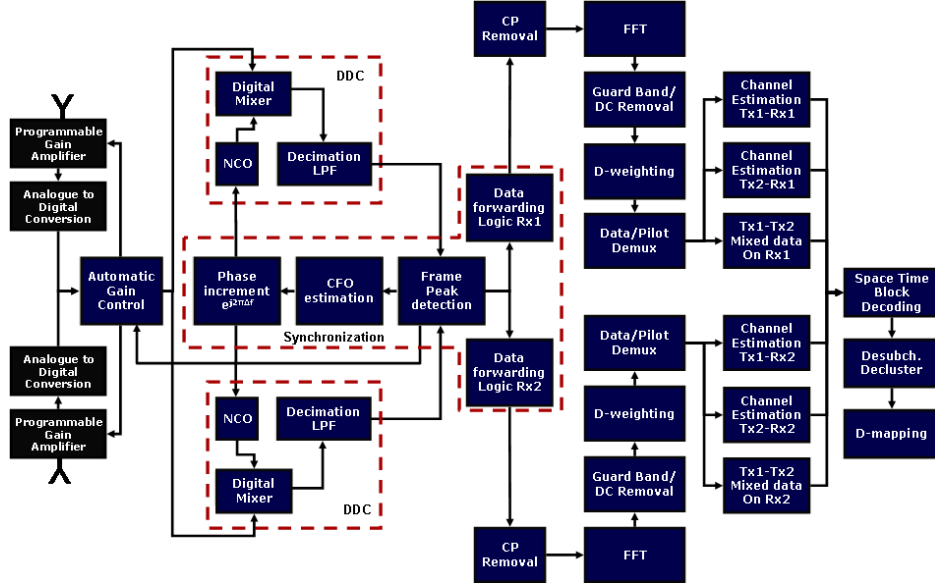 CP
Removal
FFT
DDC
Digital
Mixer
Channel
Estimation
Tx1-Rx1
Guard Band/
DC Removal
Programmable
Gain
Amplifier
NCO
Decimation
LPF
Channel
Estimation
Tx2-Rx1
D-weighting
Analogue to
Digital
Conversion
Data
forwarding
Logic Rx1
Data/Pilot
Demux
Tx1-Tx2
Mixed data
On Rx1
Automatic
Gain
Control
Phase
increment
ej2πΔf
CFO
estimation
Frame
Peak
detection
Space Time
Block
Decoding
Synchronization
Data/Pilot
Demux
Channel
Estimation
Tx1-Rx2
Analogue to
Digital
Conversion
Data
forwarding
Logic Rx2
Desubch.
Decluster
NCO
Decimation
LPF
D-weighting
Channel
Estimation
Tx2-Rx2
Programmable
Gain
Amplifier
D-mapping
Digital
Mixer
Guard Band/
DC Removal
Tx1-Tx2
Mixed data
On Rx2
DDC
CP
Removal
FFT